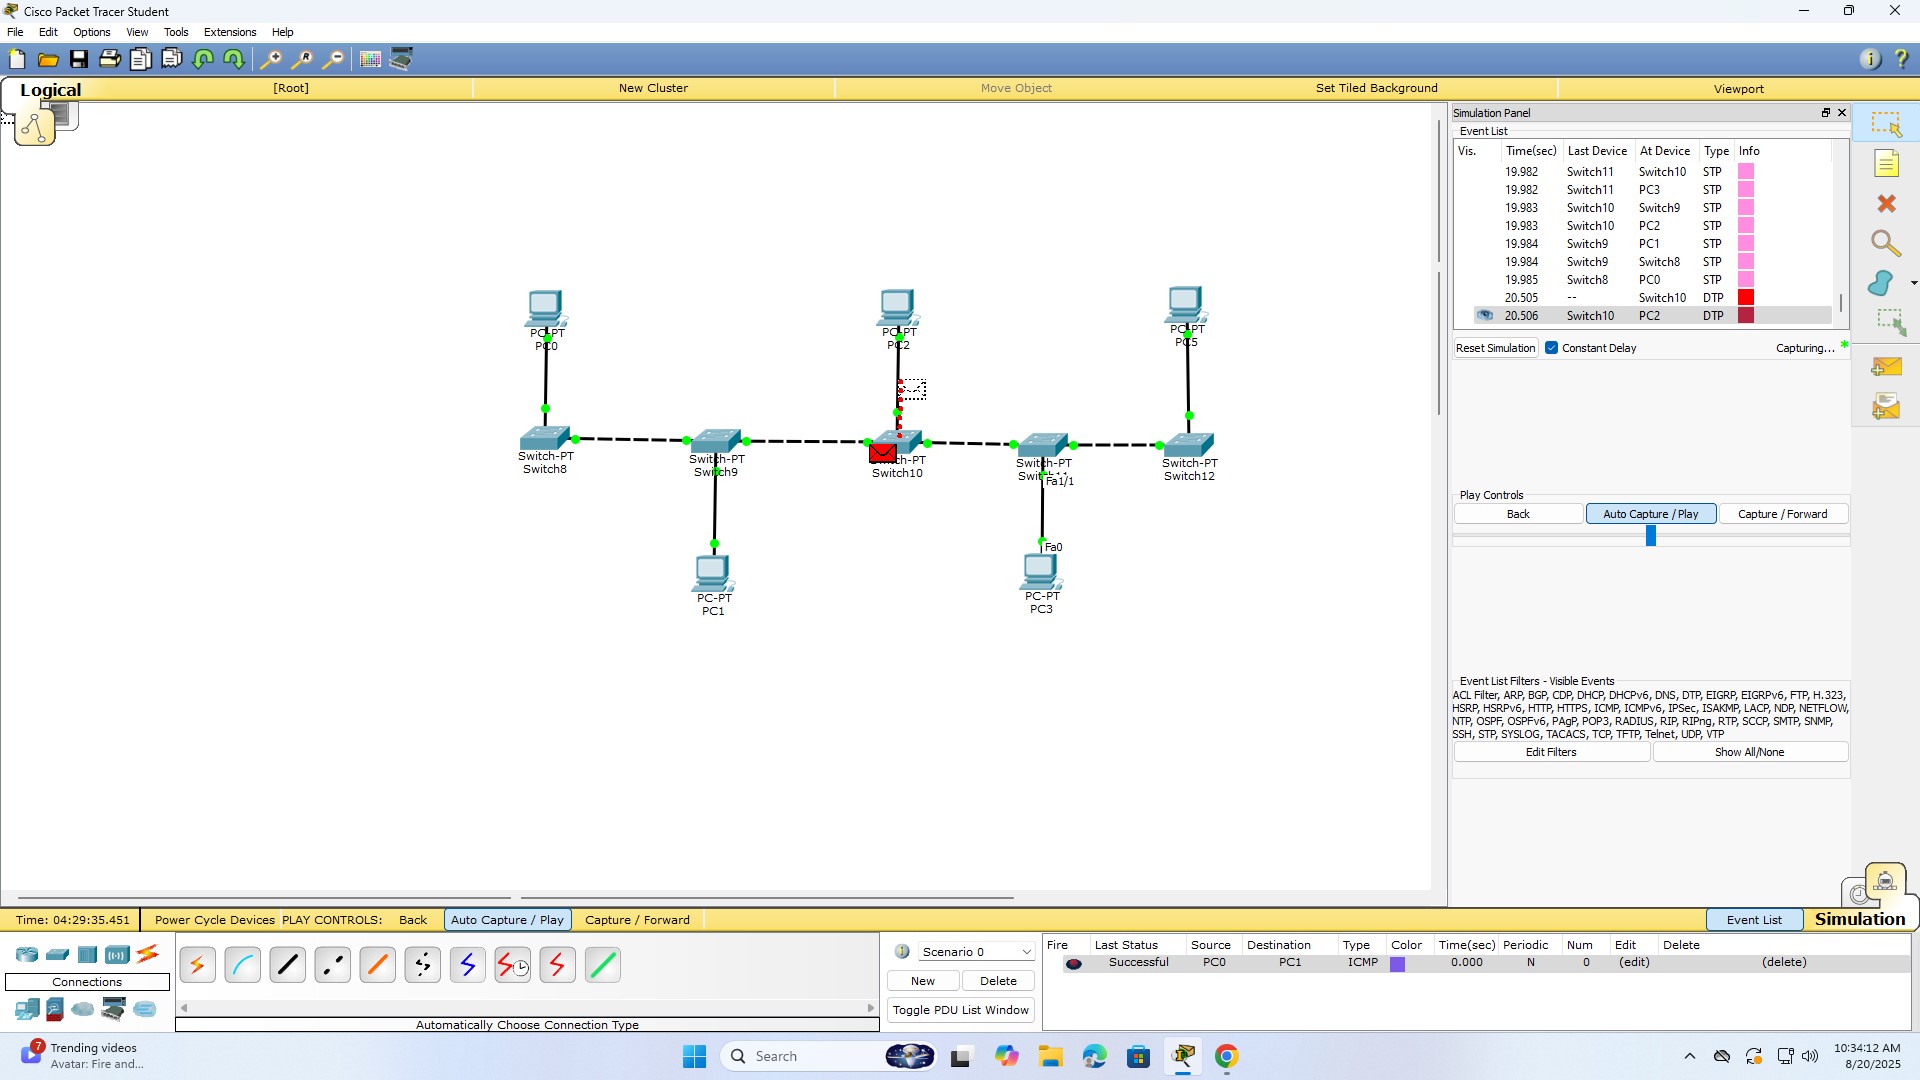 Cisco Packet Tracer Student
File Edit Options View Tools Extensions Help
Logical [Root] New Cluster Move Object Set Tiled Background Viewport
Simulation Panel
Event List
Vis. Time(sec) Last Device At Device Type Info
19.982 Switch11 Switch10 STP
19.982 Switch11 PC3 STP
19.983 Switch10 Switch9 STP
19.983 Switch10 PC2 STP
19.984 Switch9 PC1 STP
19.984 Switch9 Switch8 STP
19.985 Switch8 PC0 STP
20.505 -- Switch10 DTP
20.506 Switch10 PC2 DTP
Reset Simulation Constant Delay Capturing... *
PC-PT
PC0
PC-PT
PC2
PC-PT
PC5
Switch-PT
Switch8
Switch-PT
Switch9
ch-PT
Switch10
Switch-PT
Fa1/1
Switch-PT
Switch12
Fa0
PC-PT
PC1
PC-PT
PC3
Play Controls
Back Auto Capture / Play Capture / Forward
Event List Filters - Visible Events
ACL Filter, ARP, BGP, CDP, DHCP, DHCPv6, DNS, DTP, EIGRP, EIGRPv6, FTP, H.323,
HSRP, HSRPv6, HTTP, HTTPS, ICMP, ICMPv6, IPSec, ISAKMP, LACP, NDP, NETFLOW,
NTP, OSPF, OSPFv6, PAgP, POP3, RADIUS, RIP, RIPng, RTP, SCCP, SMTP, SNMP,
SSH, STP, SYSLOG, TACACS, TCP, TFTP, Telnet, UDP, VTP
Edit Filters Show All/None
Time: 04:29:35.451 Power Cycle Devices PLAY CONTROLS: Back Auto Capture / Play Capture / Forward Event List Simulation
Connections
Automatically Choose Connection Type
Scenario 0
New Delete
Toggle PDU List Window
Fire Last Status Source Destination Type Color Time(sec) Periodic Num Edit Delete
Successful PC0 PC1 ICMP 0.000 N 0 (edit) (delete)
7 Trending videos
Avatar: Fire and...
Search
10:34:12 AM
8/20/2025